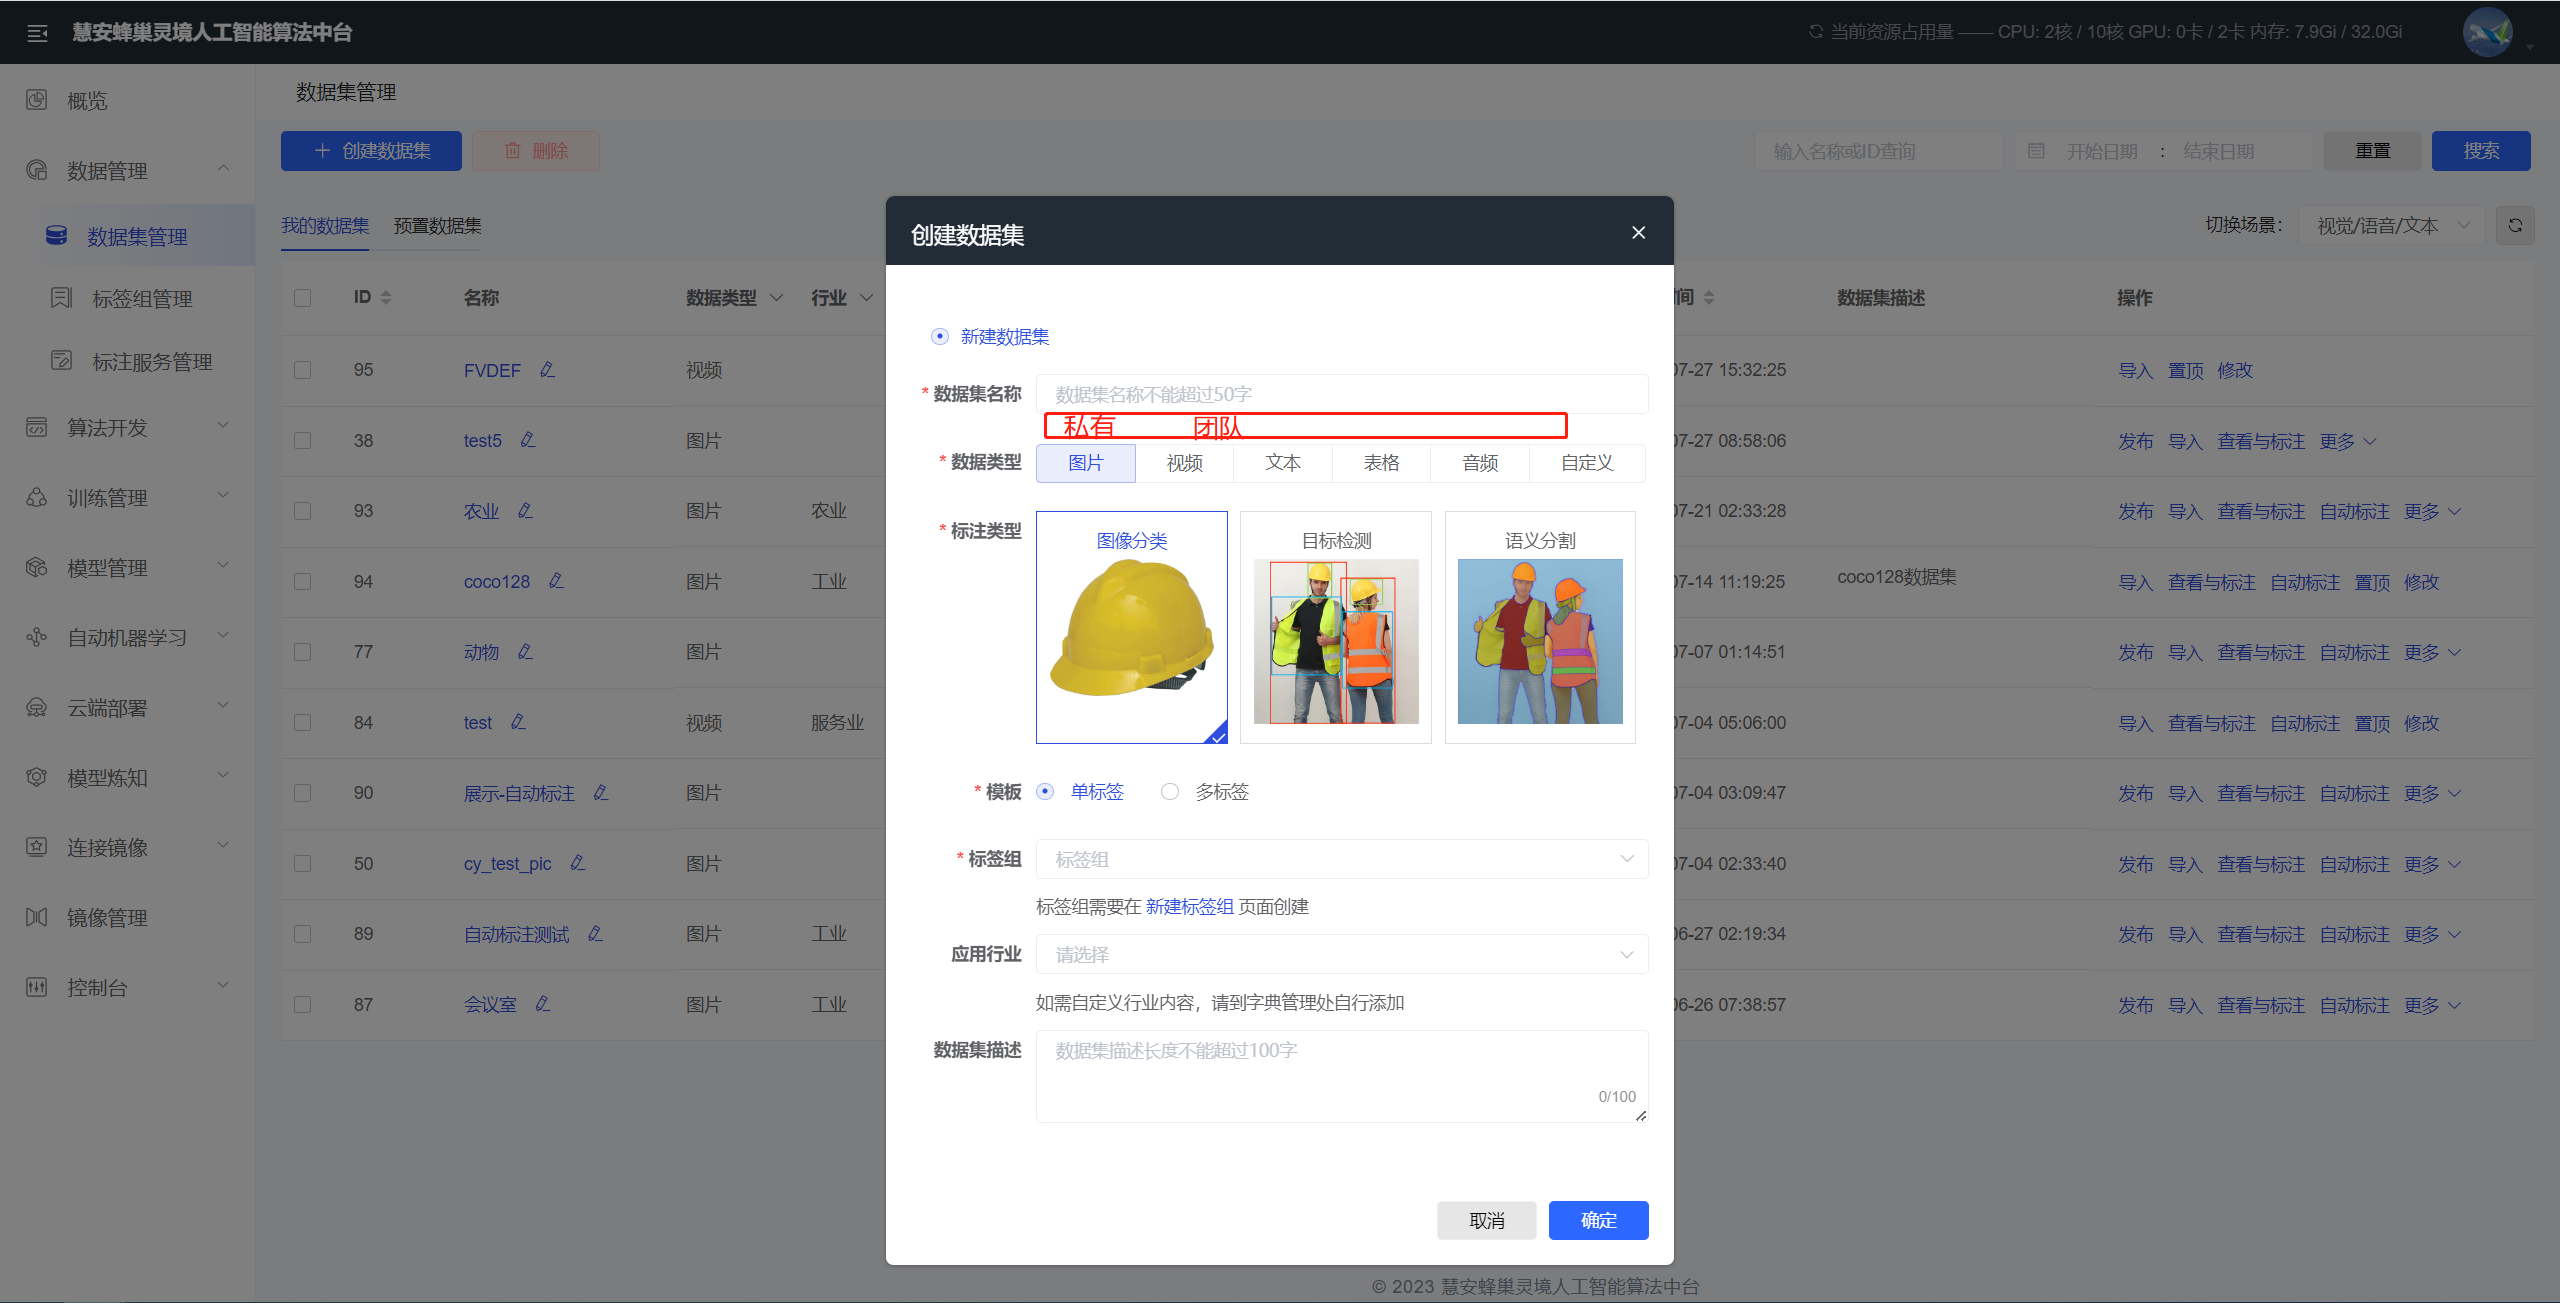 慧安蜂巢灵境人工智能算法中台
当前资源占用量 —— CPU: 2核 / 10核 GPU: 0卡 / 2卡 内存: 7.9Gi / 32.0Gi
概览
数据管理
数据集管理
标签组管理
标注服务管理
算法开发
训练管理
模型管理
自动机器学习
云端部署
模型炼知
连接镜像
镜像管理
控制台
数据集管理
创建数据集 删除
输入名称或ID查询 开始日期 : 结束日期 重置 搜索
我的数据集 预置数据集
切换场景： 视觉/语音/文本
ID 名称 数据类型 行业 间 数据集描述 操作
95 FVDEF 视频 07-27 15:32:25 导入 置顶 修改
38 test5 图片 07-27 08:58:06 发布 导入 查看与标注 更多
93 农业 图片 农业 07-21 02:33:28 发布 导入 查看与标注 自动标注 更多
94 coco128 图片 工业 07-14 11:19:25 coco128数据集 导入 查看与标注 自动标注 置顶 修改
77 动物 图片 07-07 01:14:51 发布 导入 查看与标注 自动标注 更多
84 test 视频 服务业 07-04 05:06:00 导入 查看与标注 自动标注 置顶 修改
90 展示-自动标注 图片 07-04 03:09:47 发布 导入 查看与标注 自动标注 更多
50 cy_test_pic 图片 07-04 02:33:40 发布 导入 查看与标注 自动标注 更多
89 自动标注测试 图片 工业 06-27 02:19:34 发布 导入 查看与标注 自动标注 更多
87 会议室 图片 工业 06-26 07:38:57 发布 导入 查看与标注 自动标注 更多
创建数据集
新建数据集
* 数据集名称 数据集名称不能超过50字
私有 团队
* 数据类型 图片 视频 文本 表格 音频 自定义
* 标注类型 图像分类 目标检测 语义分割
* 模板 单标签 多标签
* 标签组 标签组
标签组需要在 新建标签组 页面创建
应用行业 请选择
如需自定义行业内容，请到字典管理处自行添加
数据集描述 数据集描述长度不能超过100字
0/100
取消 确定
© 2023 慧安蜂巢灵境人工智能算法中台